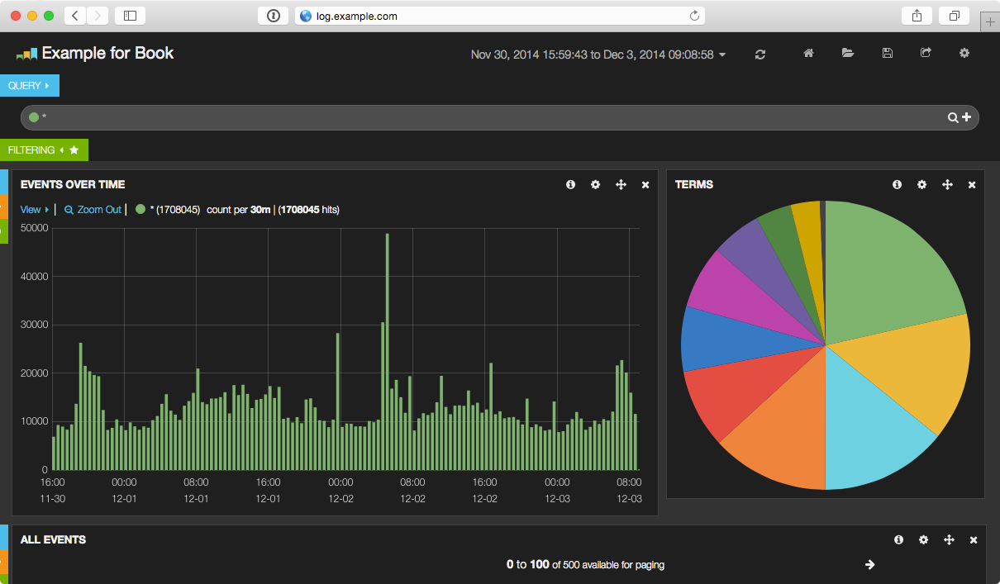 log.example.com
Example for Book
Nov 30, 2014 15:59:43 to Dec 3, 2014 09:08:58
QUERY
*
FILTERING
EVENTS OVER TIME
View | Zoom Out | * (1708045) count per 30m | (1708045 hits)
50000
40000
30000
20000
10000
0
16:00 00:00 08:00 16:00 00:00 08:00 16:00 00:00 08:00
11-30 12-01 12-01 12-01 12-02 12-02 12-02 12-03 12-03
TERMS
ALL EVENTS
0 to 100 of 500 available for paging